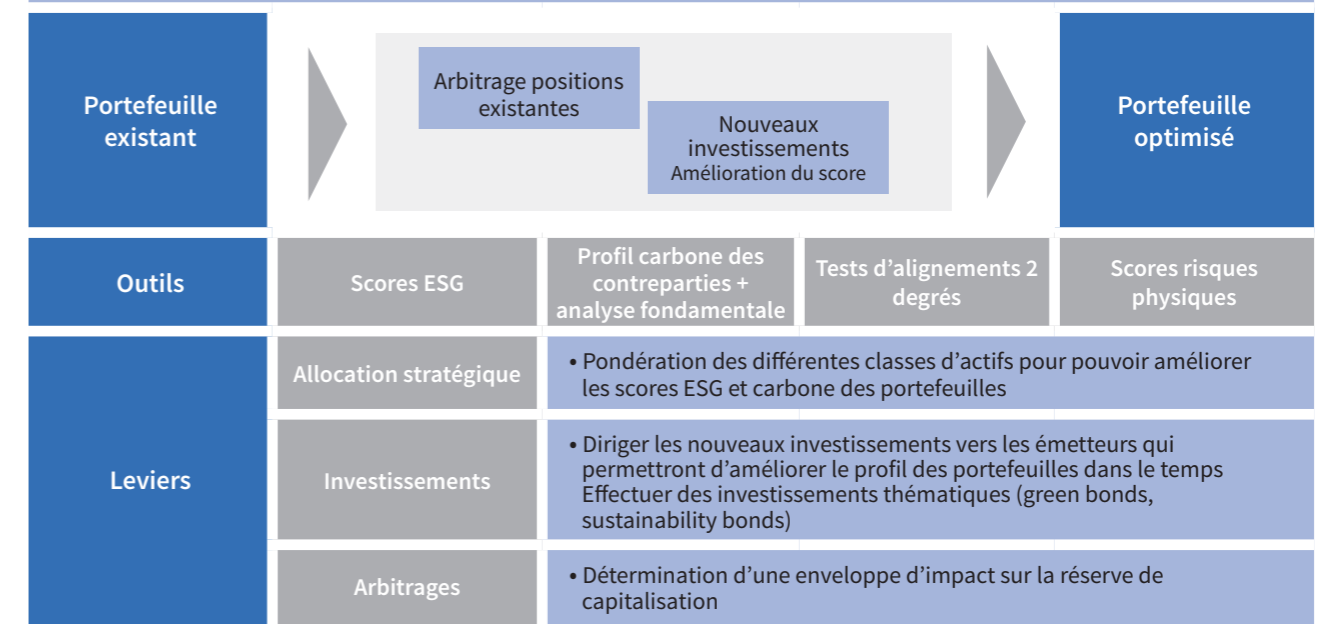 Portefeuille
existant
Arbitrage positions
existantes
Nouveaux
investissements
Amélioration du score
Portefeuille
optimisé
Outils
Scores ESG
Profil carbone des
contreparties +
analyse fondamentale
Tests d’alignements 2
degrés
Scores risques
physiques
Leviers
Allocation stratégique
• Pondération des différentes classes d’actifs pour pouvoir améliorer
les scores ESG et carbone des portefeuilles
Investissements
• Diriger les nouveaux investissements vers les émetteurs qui
permettront d’améliorer le profil des portefeuilles dans le temps
Effectuer des investissements thématiques (green bonds,
sustainability bonds)
Arbitrages
• Détermination d’une enveloppe d’impact sur la réserve de
capitalisation